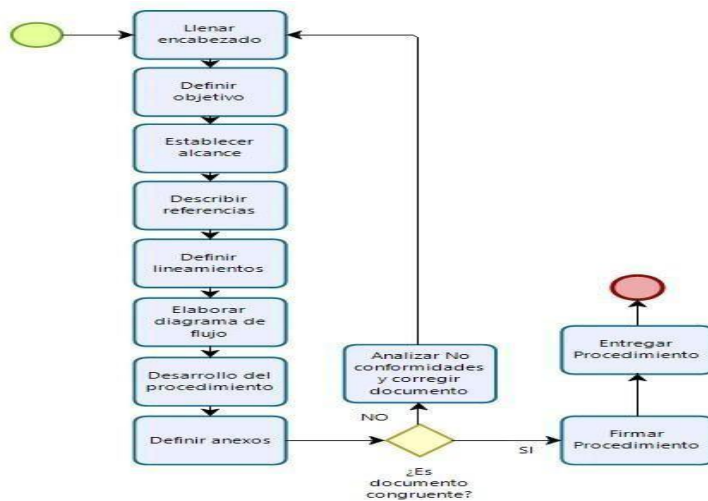 Llenar
encabezado
Definir
objetivo
Establecer
alcance
Describir
referencias
Definir
lineamientos
Elaborar
diagrama de
flujo
Desarrollo del
procedimiento
Definir anexos
¿Es
documento
congruente?
NO
Analizar No
conformidades
y corregir
documento
SI
Firmar
Procedimiento
Entregar
Procedimiento